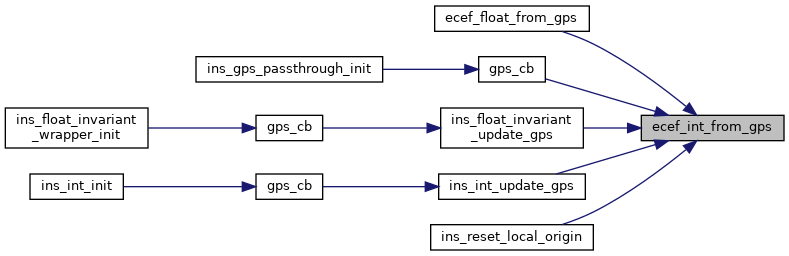 ecef_float_from_gps
ins_gps_passthrough_init
gps_cb
ins_float_invariant
_wrapper_init
gps_cb
ins_float_invariant
_update_gps
ecef_int_from_gps
ins_int_init
gps_cb
ins_int_update_gps
ins_reset_local_origin